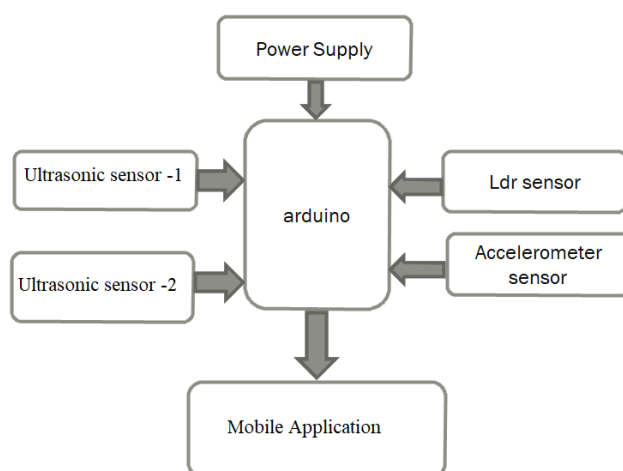 Power Supply
Ultrasonic sensor -1
arduino
Ldr sensor
Ultrasonic sensor -2
Accelerometer
sensor
Mobile Application